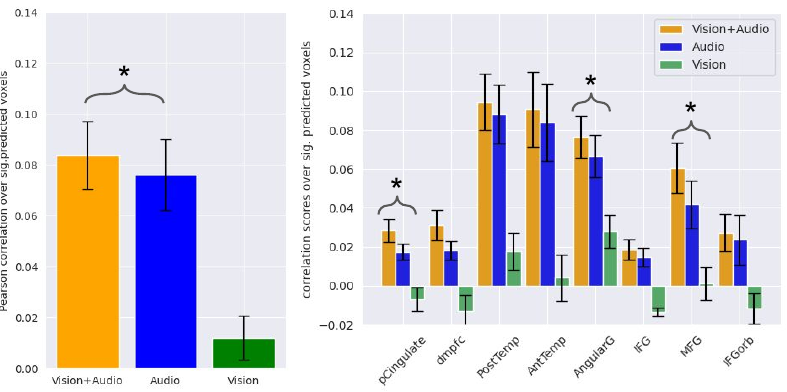 0.14
0.12
0.10
0.08
0.06
0.04
0.02
0.00
Pearson correlation over sig.predicted voxels
*
Vision+Audio Audio Vision
0.14
0.12
0.10
0.08
0.06
0.04
0.02
0.00
−0.02
correlation scores over sig. predicted voxels
Vision+Audio
Audio
Vision
*
*
*
pCingulate
dmpfc
PostTemp
AntTemp
AngularG
IFG
MFG
IFGorb